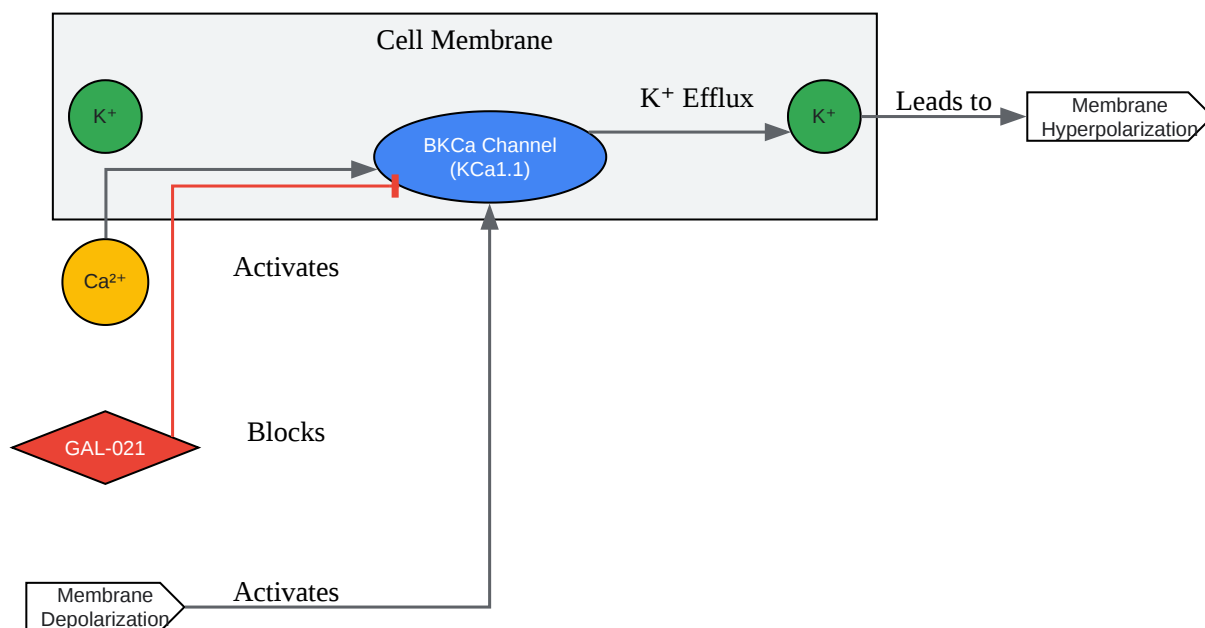 Cell Membrane
K⁺
BKCa Channel
(KCa1.1)
K⁺ Efflux
K⁺
Leads to
Membrane
Hyperpolarization
Ca²⁺
Activates
GAL-021
Blocks
Membrane
Depolarization
Activates